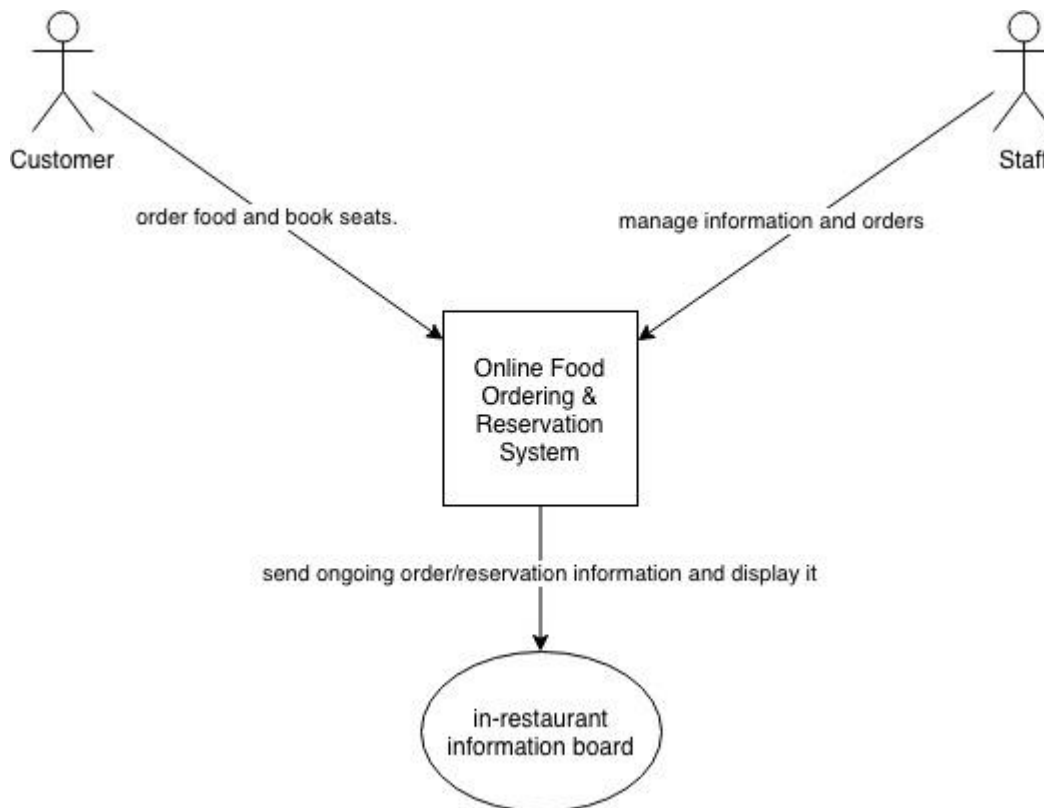 Customer
Staff
order food and book seats.
manage information and orders
Online Food
Ordering &
Reservation
System
send ongoing order/reservation information and display it
in-restaurant
information board